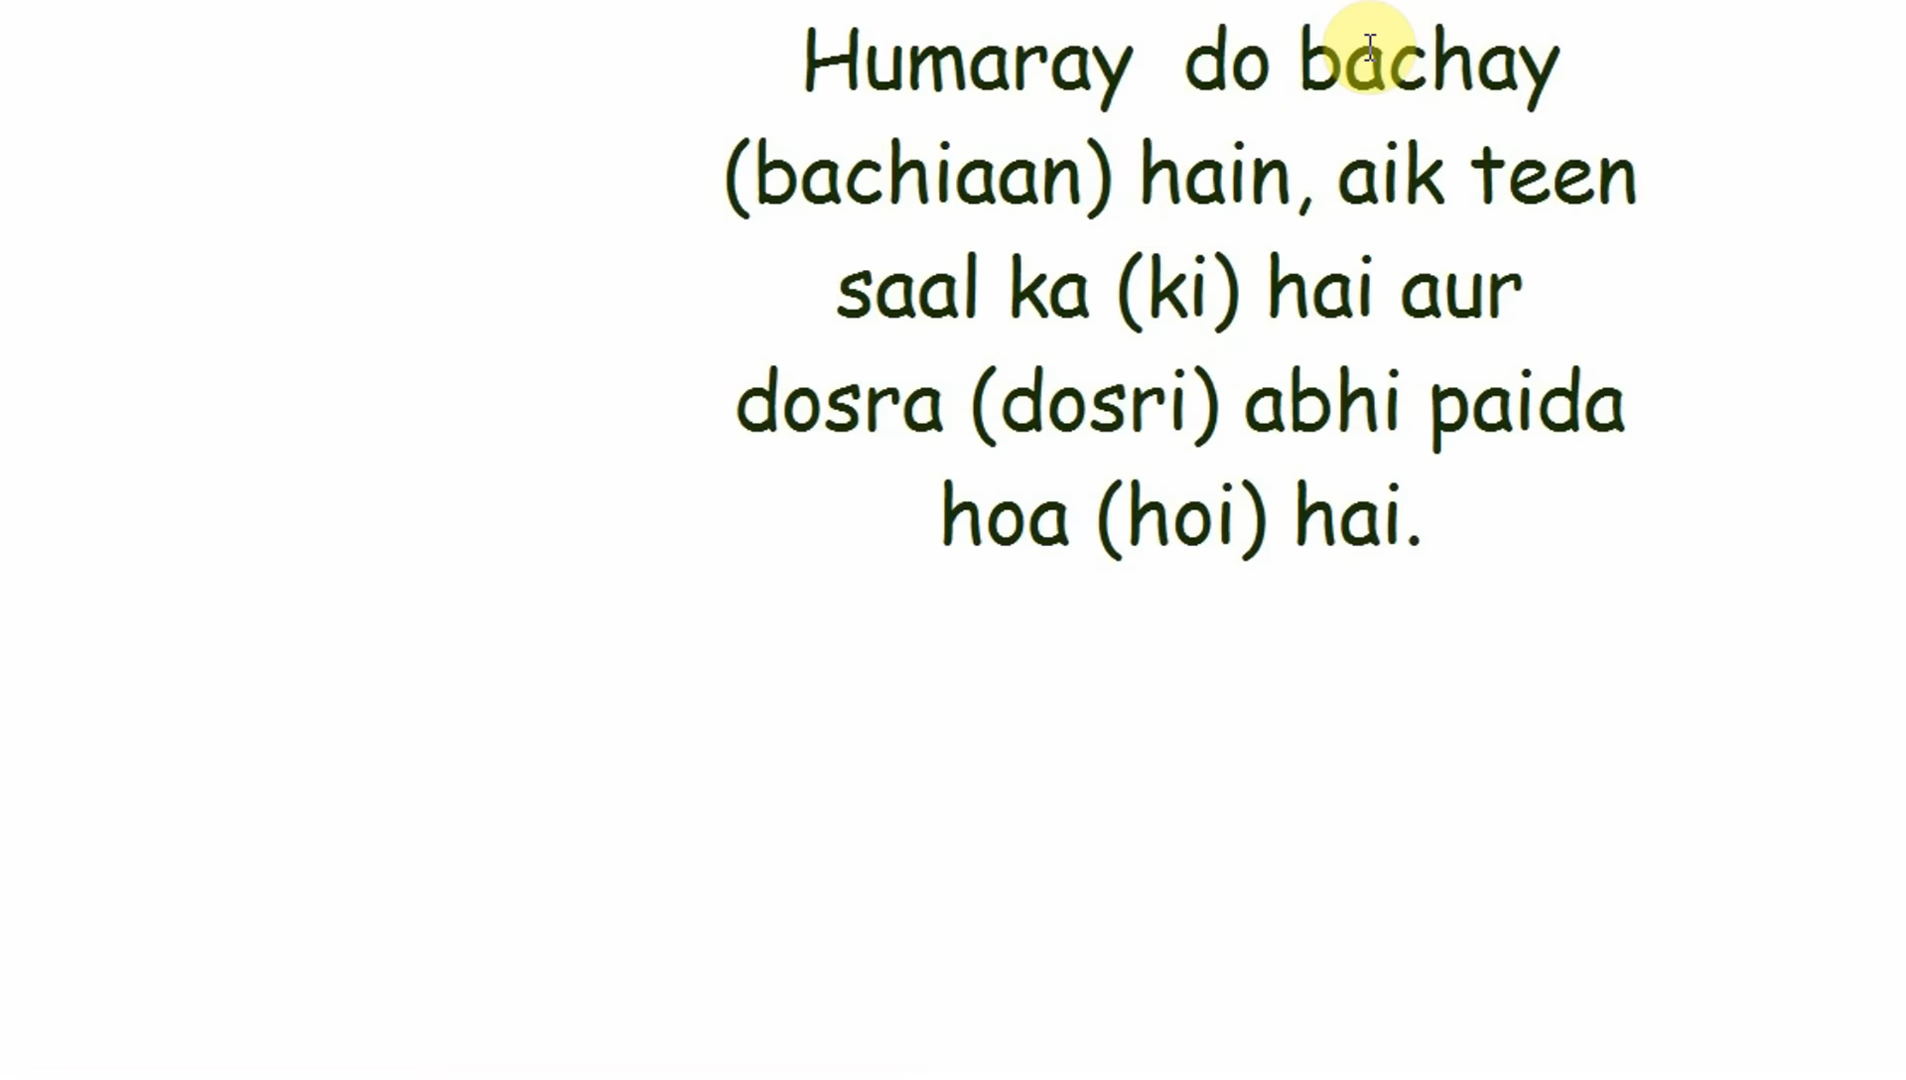 Humaray do bachay
(bachiaan) hain, aik teen
saal ka (ki) hai aur
dosra (dosri) abhi paida
hoa (hoi) hai.